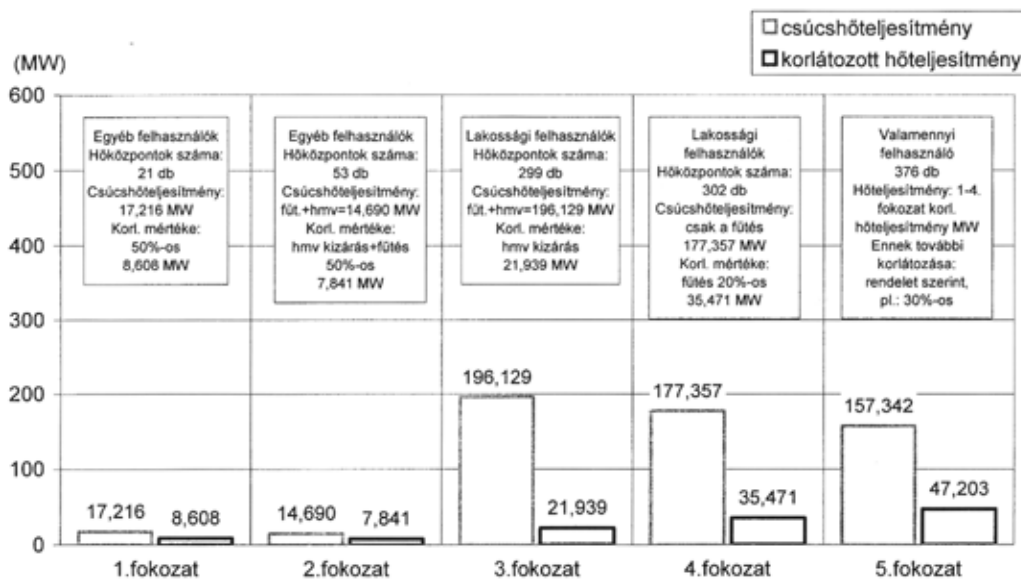 csúcshőteljesítmény
korlátozott hőteljesítmény
(MW)
600
500
400
300
200
100
0
Egyéb felhasználók
Hőközpontok száma:
21 db
Csúcshőteljesítmény:
17,216 MW
Korl. mértéke:
50%-os
8,608 MW
Egyéb felhasználók
Hőközpontok száma:
53 db
Csúcshőteljesítmény:
fűt.+hmv=14,690 MW
Korl. mértéke:
hmv kizárás+fűtés
50%-os
7,841 MW
Lakossági felhasználók
Hőközpontok száma:
299 db
Csúcshőteljesítmény:
fűt.+hmv=196,129 MW
Korl. mértéke:
hmv kizárás
21,939 MW
Lakossági
felhasználók
Hőközpontok száma:
302 db
Csúcshőteljesítmény:
csak a fűtés
177,357 MW
Korl. mértéke:
fűtés 20%-os
35,471 MW
Valamennyi
felhasználó
376 db
Hőteljesítmény: 1-4.
fokozat korl.
hőteljesítmény MW
Ennek további
korlátozása:
rendelet szerint,
pl.: 30%-os
17,216
8,608
14,690
7,841
196,129
21,939
177,357
35,471
157,342
47,203
1.fokozat
2.fokozat
3.fokozat
4.fokozat
5.fokozat